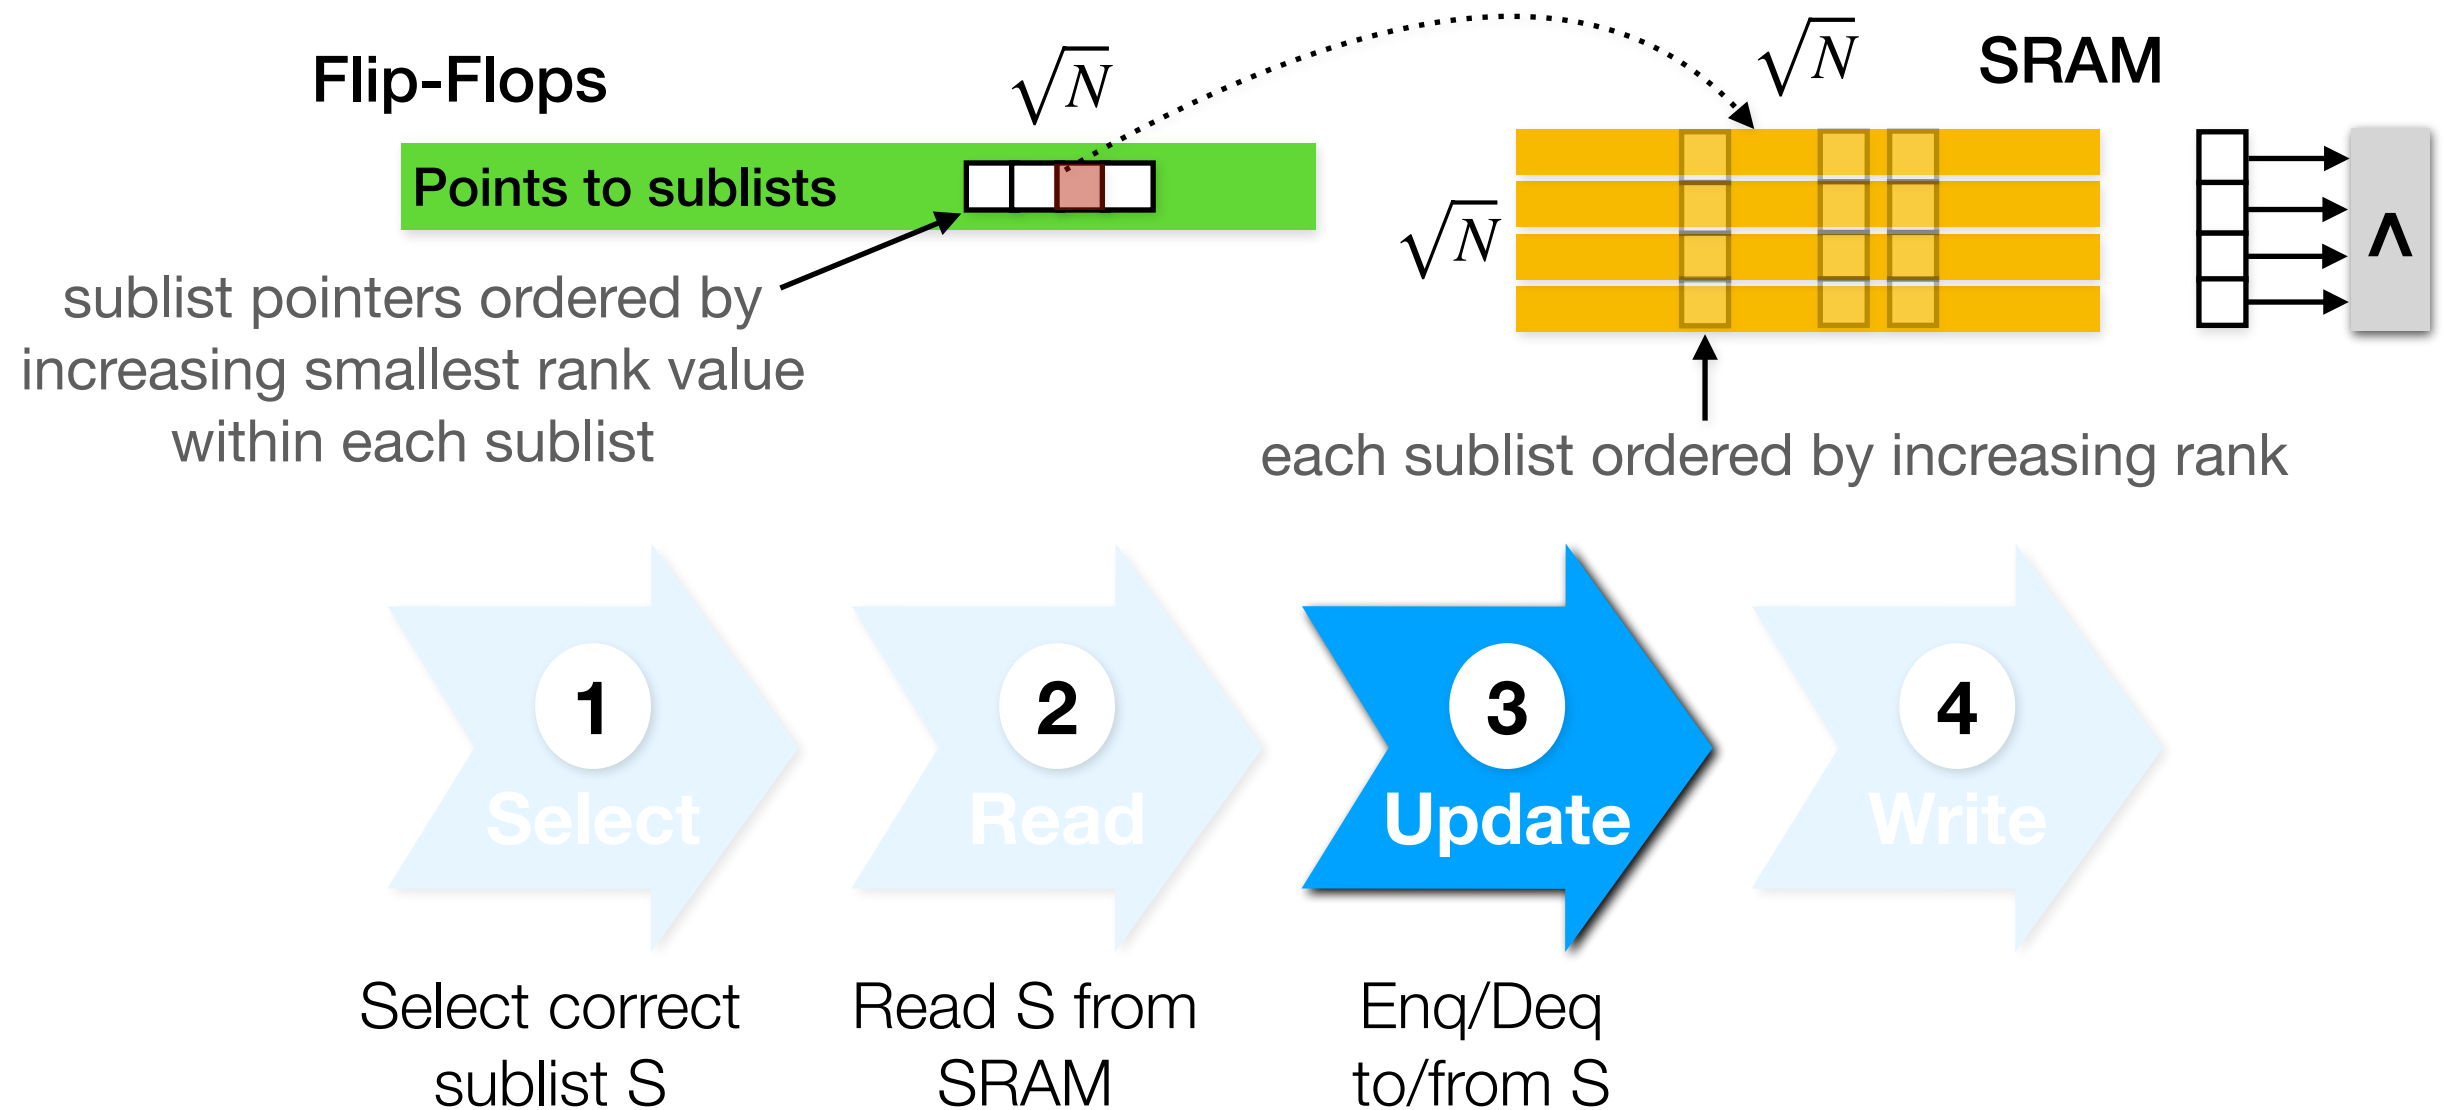 Flip-Flops
√N
√N
SRAM
Points to sublists
√N
<
sublist pointers ordered by
increasing smallest rank value
within each sublist
each sublist ordered by increasing rank
1
2
3
4
Select
Read
Update
Write
Select correct
sublist S
Read S from
SRAM
Enq/Deq
to/from S